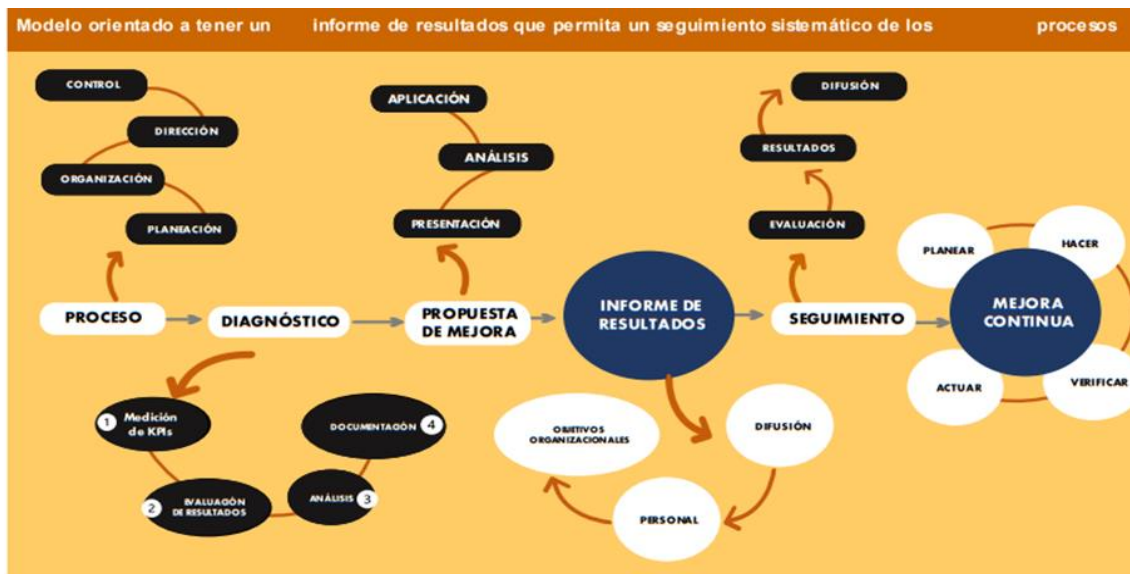 Modelo orientado a tener un informe de resultados que permita un seguimiento sistemático de los procesos
CONTROL
DIRECCIÓN
ORGANIZACIÓN
PLANEACIÓN
APLICACIÓN
ANÁLISIS
PRESENTACIÓN
DIFUSIÓN
RESULTADOS
EVALUACIÓN
PROCESO
DIAGNÓSTICO
PROPUESTA
DE MEJORA
INFORME DE
RESULTADOS
SEGUIMIENTO
PLANEAR
HACER
MEJORA
CONTINUA
ACTUAR
VERIFICAR
1 Medición
de KPIs
2 EVALUACIÓN
DE RESULTADOS
ANÁLISIS 3
DOCUMENTACIÓN 4
OBJETIVOS
ORGANIZACIONALES
DIFUSIÓN
PERSONAL